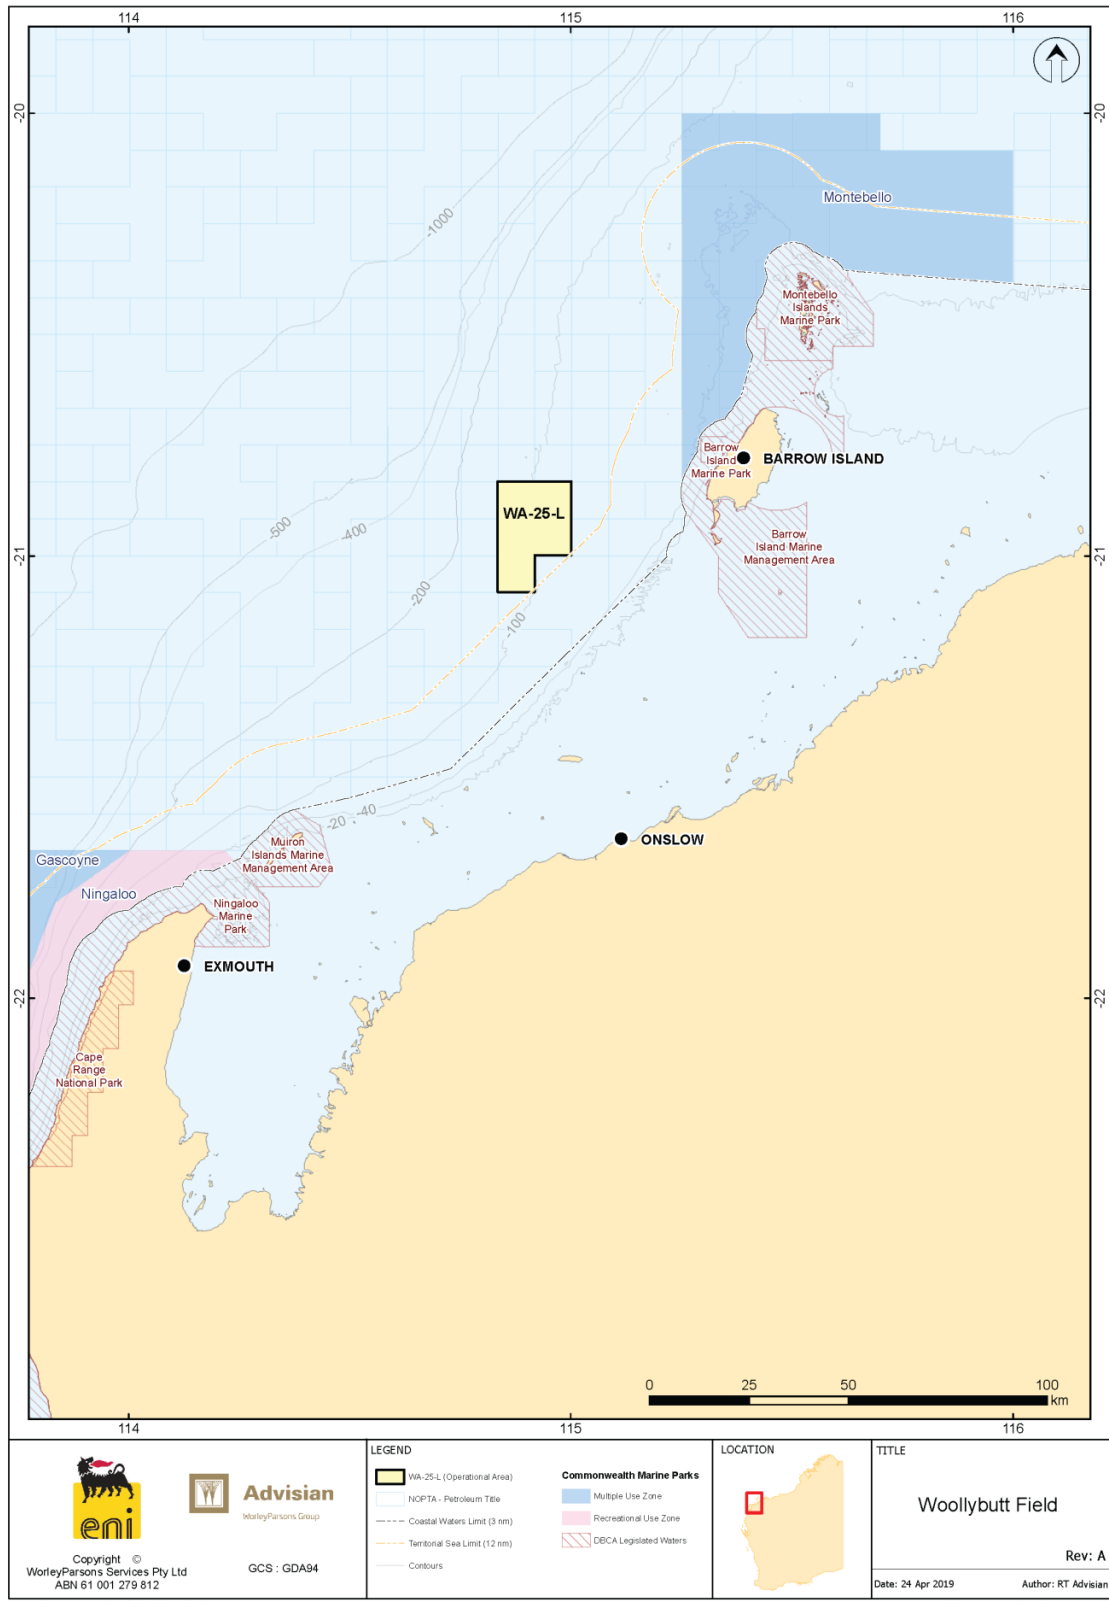 114
115
116
-20
-20
-1000
Montebello
Montebello
Islands
Marine Park
Barrow
Island
Marine Park
BARROW ISLAND
WA-25-L
-500
-400
-200
-100
Barrow
Island Marine
Management Area
-21
-21
-20
-40
ONSLOW
Muiron
Islands Marine
Management Area
Gascoyne
Ningaloo
Ningaloo
Marine
Park
EXMOUTH
-22
-22
Cape
Range
National Park
0
25
50
100
km
114
115
116
eni
Advisian
WorleyParsons Group
Copyright ©
WorleyParsons Services Pty Ltd
ABN 61 001 279 812
GCS : GDA94
LEGEND
WA-25-L (Operational Area)
NOPTA - Petroleum Title
Coastal Waters Limit (3 nm)
Territorial Sea Limit (12 nm)
Contours
Commonwealth Marine Parks
Multiple Use Zone
Recreational Use Zone
DBCA Legislated Waters
LOCATION
TITLE
Woollybutt Field
Rev: A
Date: 24 Apr 2019
Author: RT Advisian